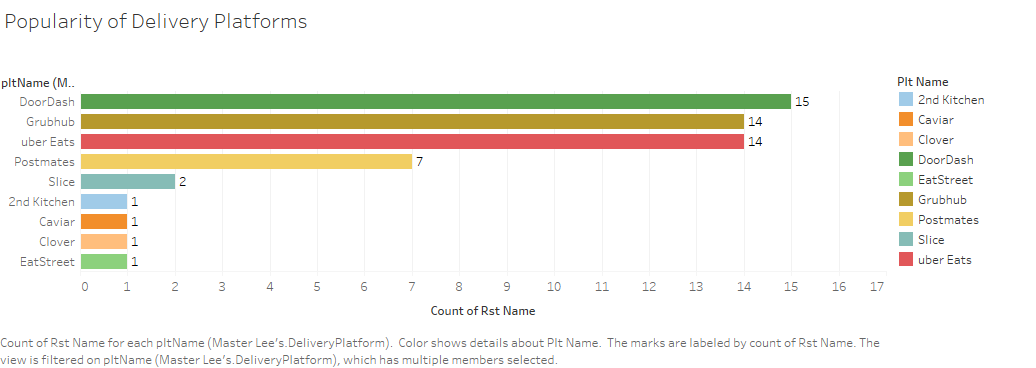 Popularity of Delivery Platforms
pltName (M..
Plt Name
DoorDash 15
Grubhub 14
uber Eats 14
Postmates 7
Slice 2
2nd Kitchen 1
Caviar 1
Clover 1
EatStreet 1
0 1 2 3 4 5 6 7 8 9 10 11 12 13 14 15 16 17
Count of Rst Name
2nd Kitchen
Caviar
Clover
DoorDash
EatStreet
Grubhub
Postmates
Slice
uber Eats
Count of Rst Name for each pltName (Master Lee's.DeliveryPlatform).  Color shows details about Plt Name.  The marks are labeled by count of Rst Name. The
view is filtered on pltName (Master Lee's.DeliveryPlatform), which has multiple members selected.